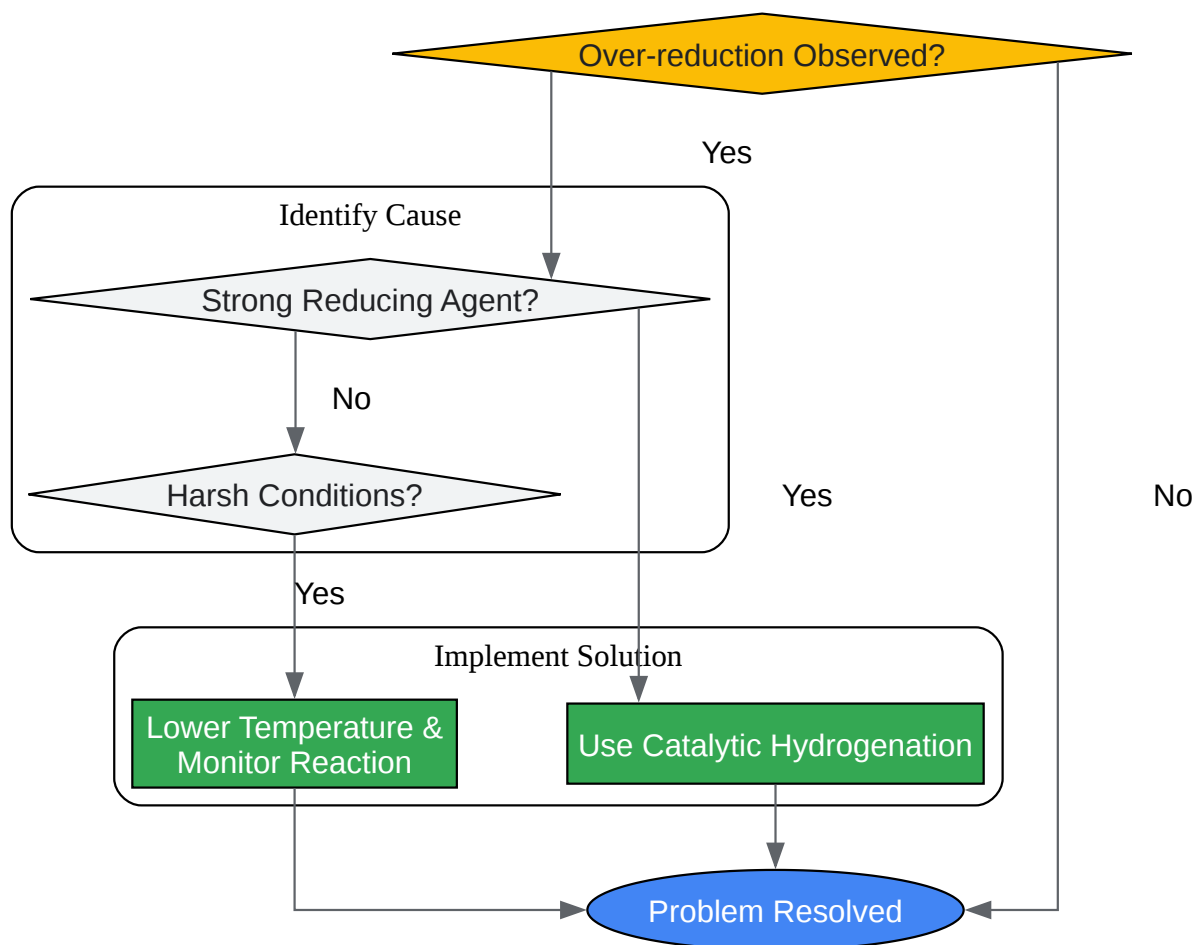 Over-reduction Observed?
Yes
Identify Cause
Strong Reducing Agent?
No
Harsh Conditions?
Yes
No
Yes
Implement Solution
Lower Temperature &
Monitor Reaction
Use Catalytic Hydrogenation
Problem Resolved